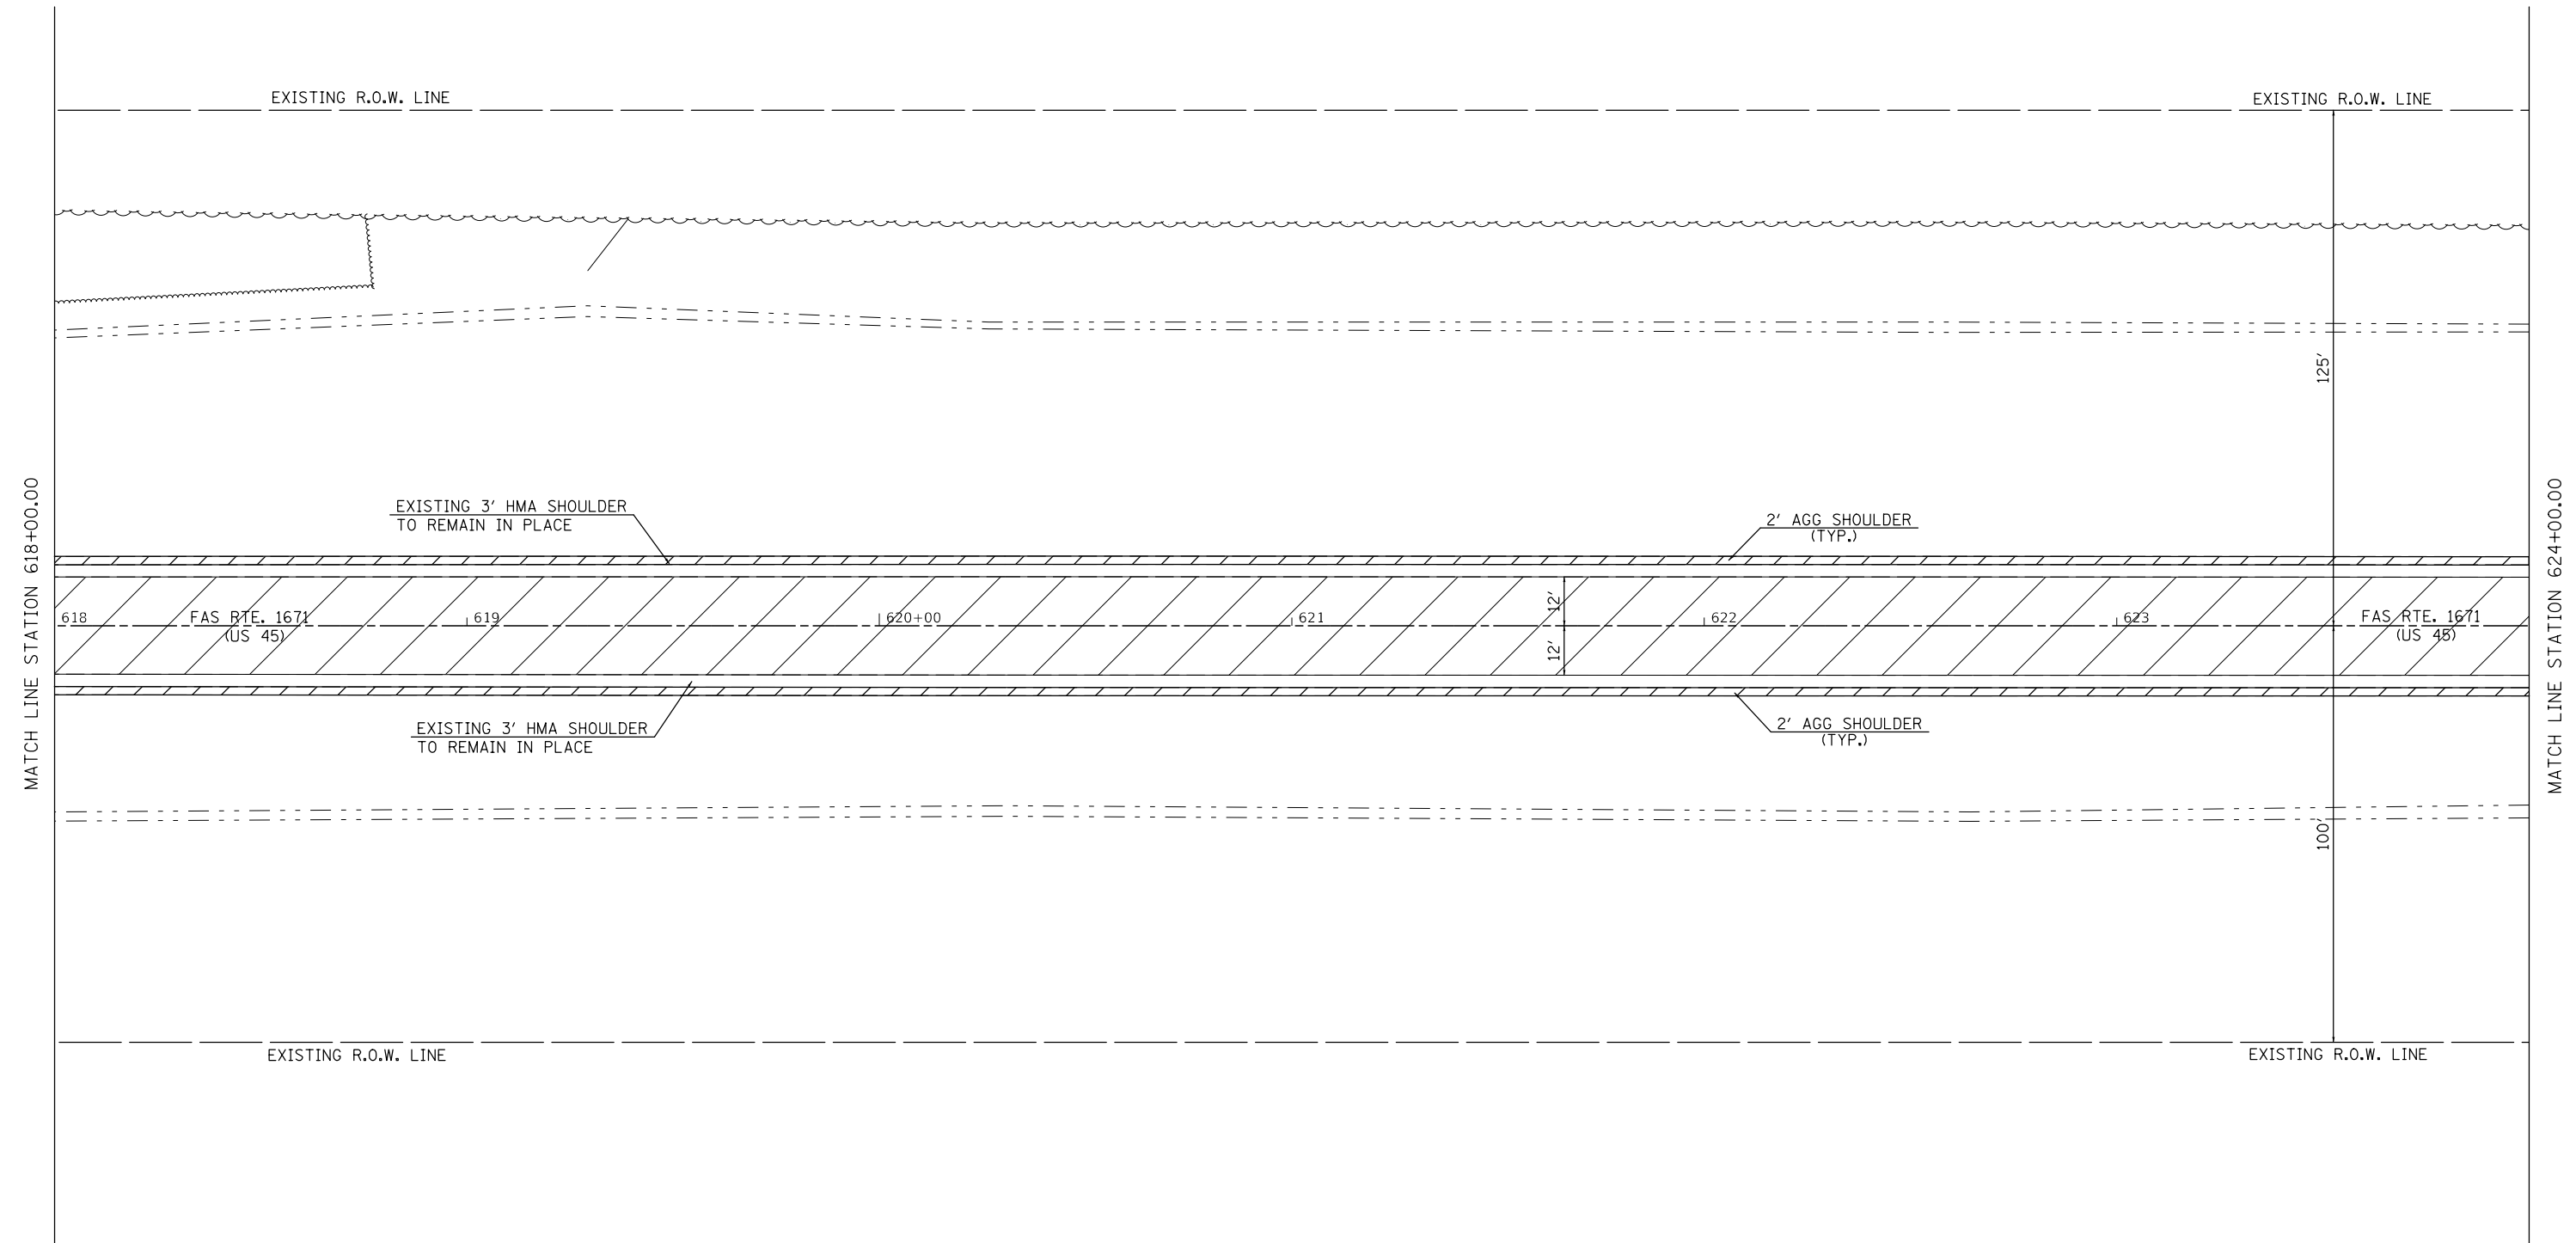 EXISTING R.O.W. LINE
EXISTING R.O.W. LINE
125'
MATCH LINE STATION 618+00.00
MATCH LINE STATION 624+00.00
EXISTING 3' HMA SHOULDER
TO REMAIN IN PLACE
2' AGG SHOULDER
(TYP.)
12'
618
FAS RTE. 1671
(US 45)
619
620+00
621
622
623
FAS RTE. 1671
(US 45)
12'
EXISTING 3' HMA SHOULDER
TO REMAIN IN PLACE
2' AGG SHOULDER
(TYP.)
100'
EXISTING R.O.W. LINE
EXISTING R.O.W. LINE